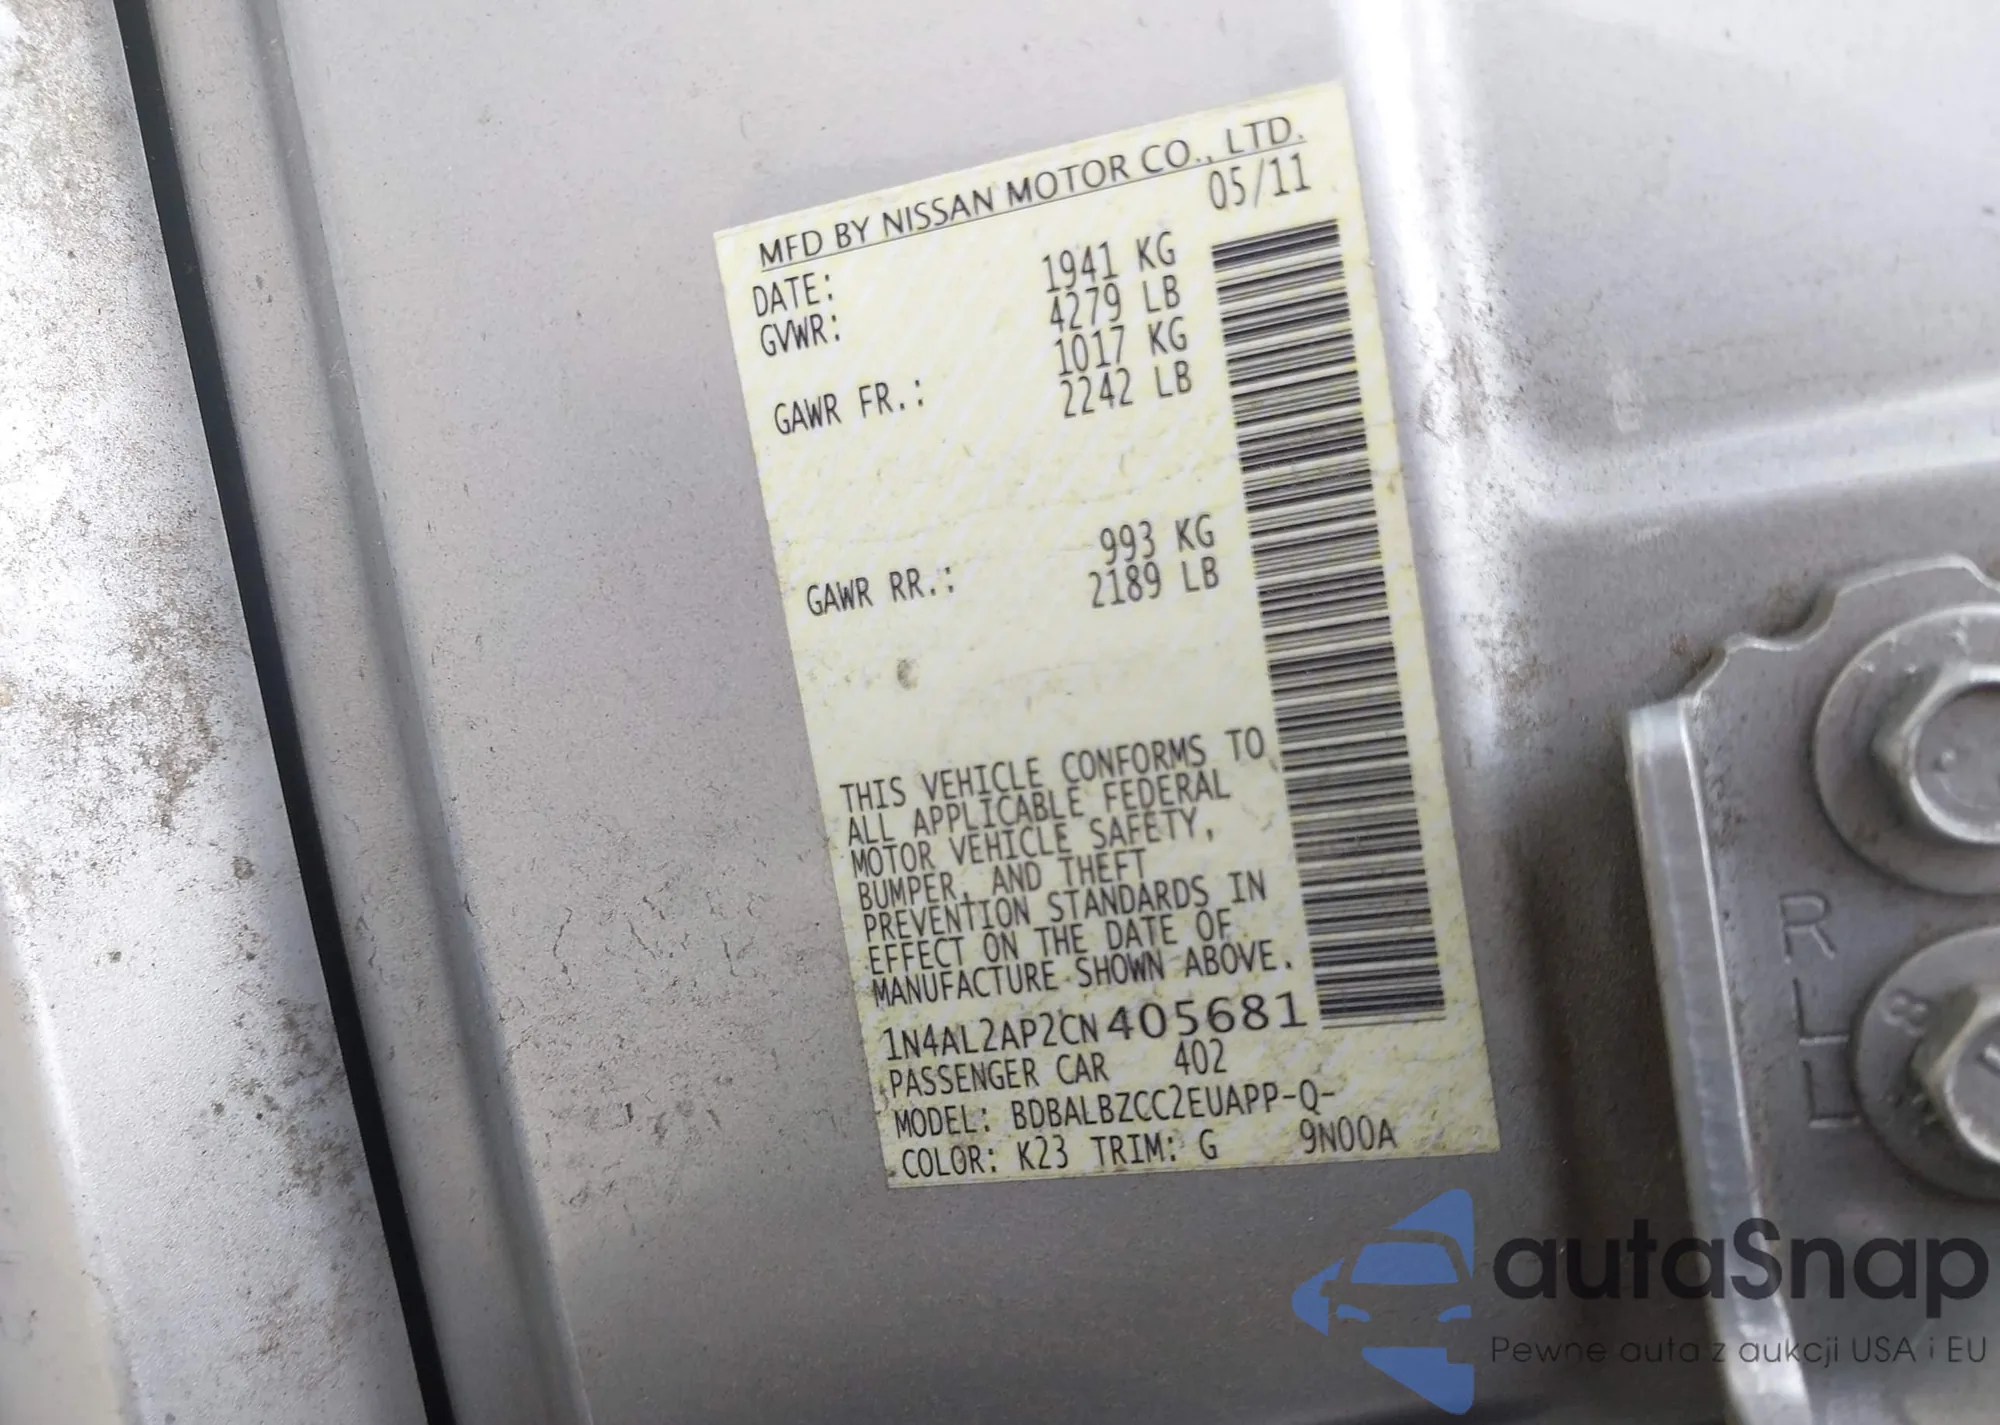 MFD BY NISSAN MOTOR CO., LTD.
DATE: 05/11
GVWR: 1941 KG
4279 LB
GAWR FR.: 1017 KG
2242 LB
GAWR RR.: 993 KG
2189 LB
THIS VEHICLE CONFORMS TO
ALL APPLICABLE FEDERAL
MOTOR VEHICLE SAFETY,
BUMPER, AND THEFT
PREVENTION STANDARDS IN
EFFECT ON THE DATE OF
MANUFACTURE SHOWN ABOVE.
1N4AL2AP2CN405681
PASSENGER CAR 402
MODEL: BDBALBZCC2EUAPP-Q-
COLOR: K23 TRIM: G 9N00A
RLL
8
autaSnap
Pewne auta z aukcji USA i EU